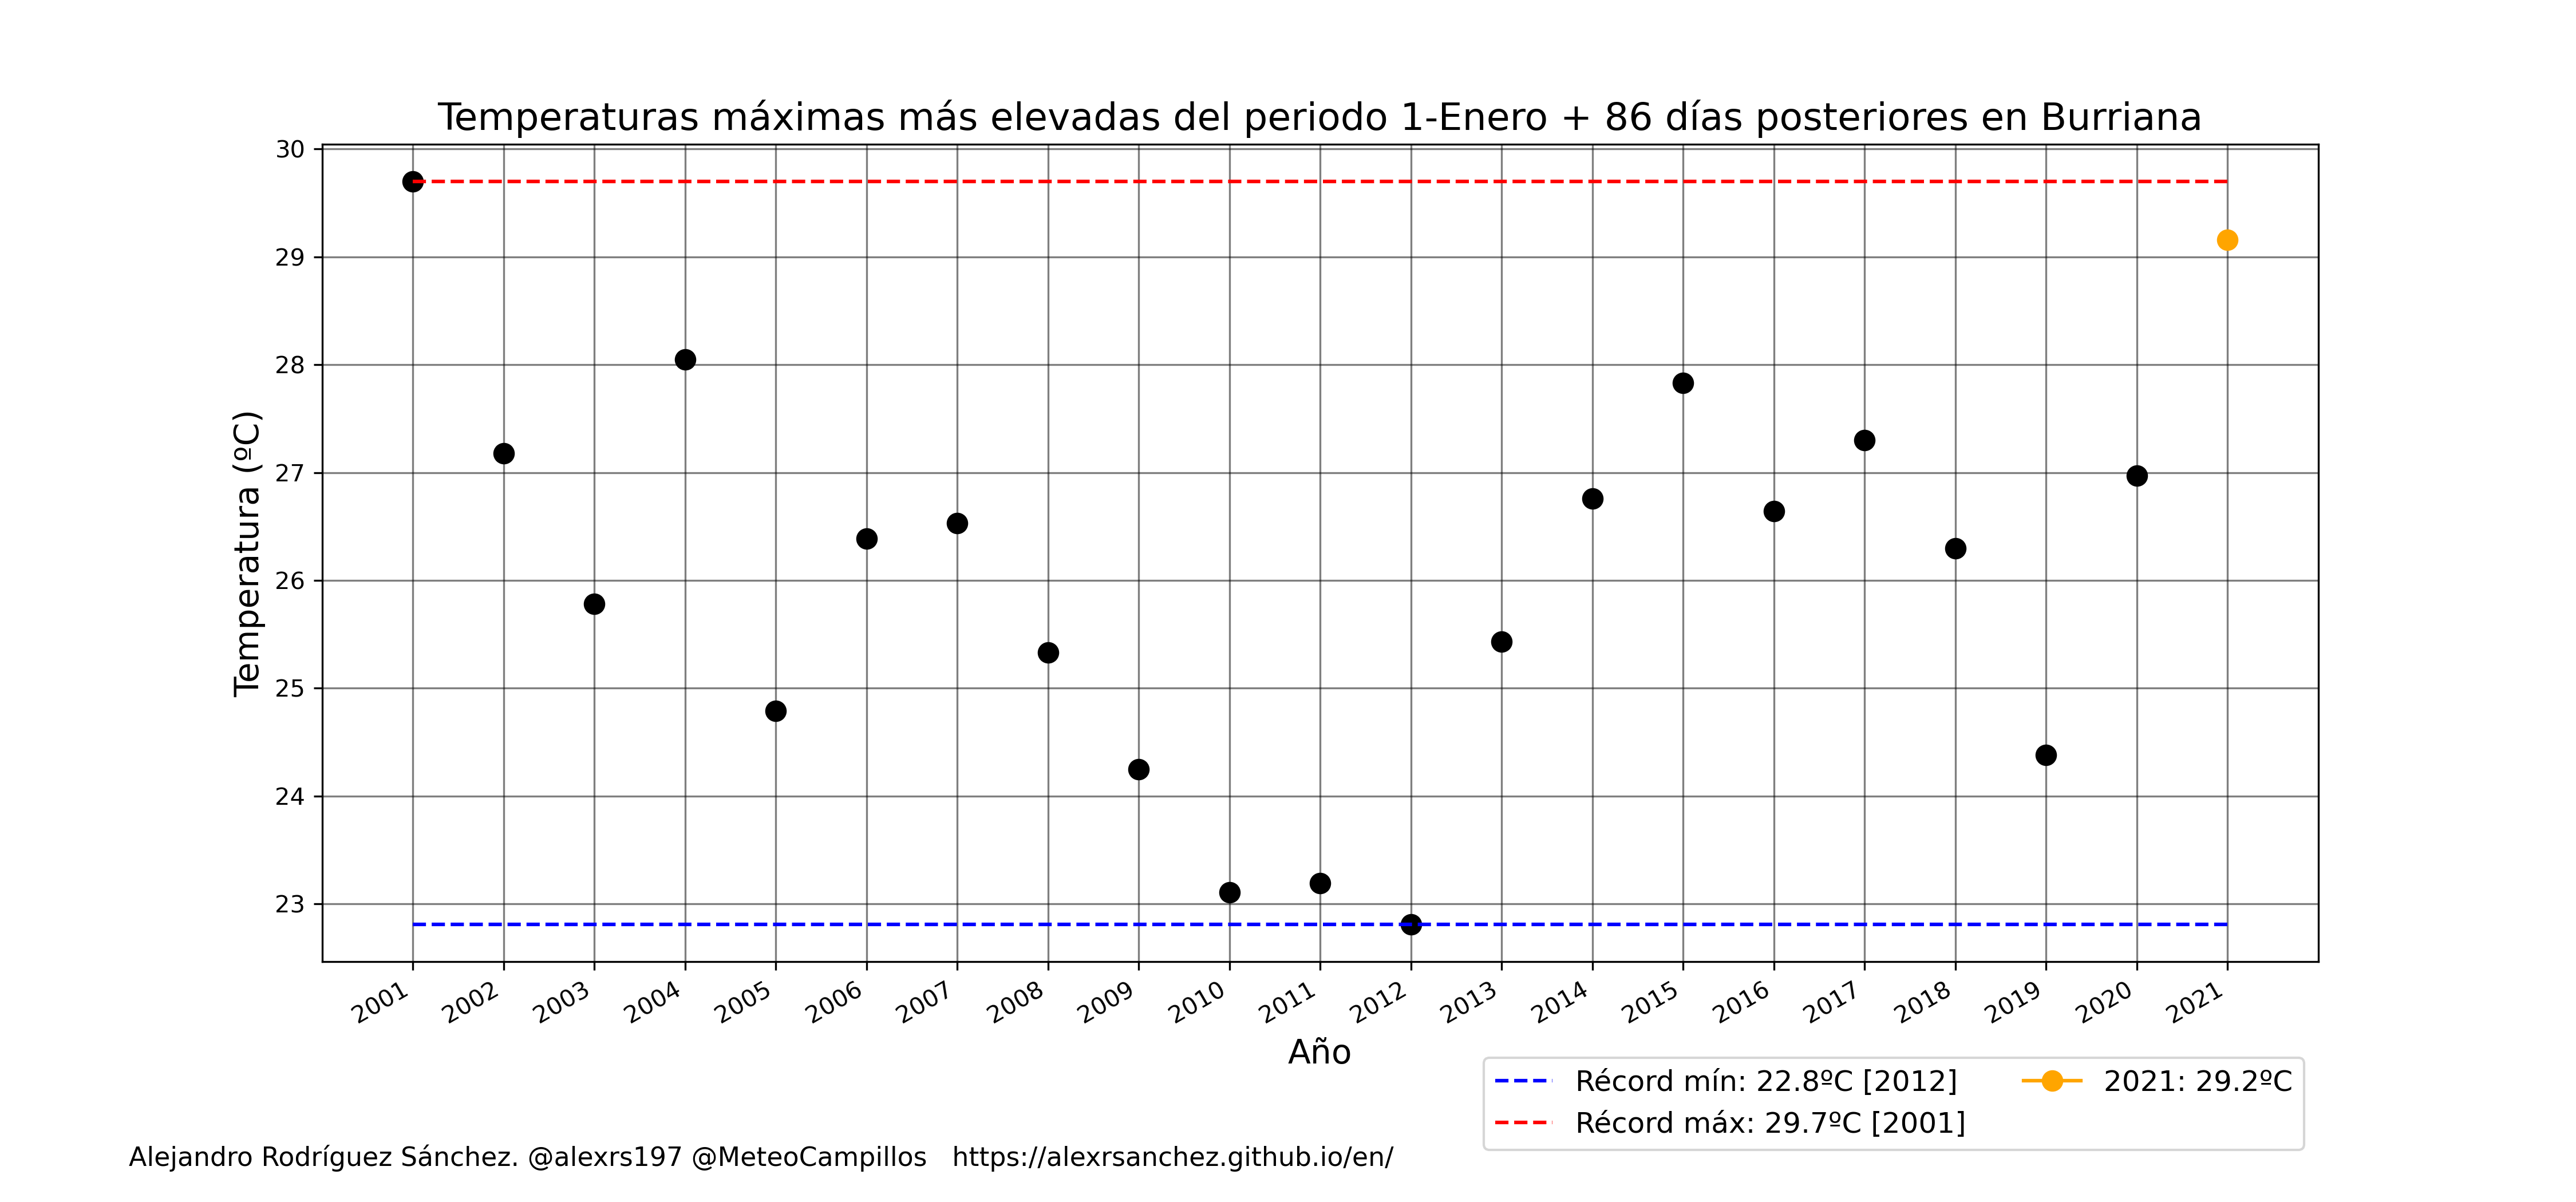 Temperaturas máximas más elevadas del periodo 1-Enero + 86 días posteriores en Burriana
30
29
28
27
26
25
24
23
Temperatura (ºC)
2001 2002 2003 2004 2005 2006 2007 2008 2009 2010 2011 2012 2013 2014 2015 2016 2017 2018 2019 2020 2021
Año
Récord mín: 22.8ºC [2012]
Récord máx: 29.7ºC [2001]
2021: 29.2ºC
Alejandro Rodríguez Sánchez. @alexrs197 @MeteoCampillos https://alexrsanchez.github.io/en/